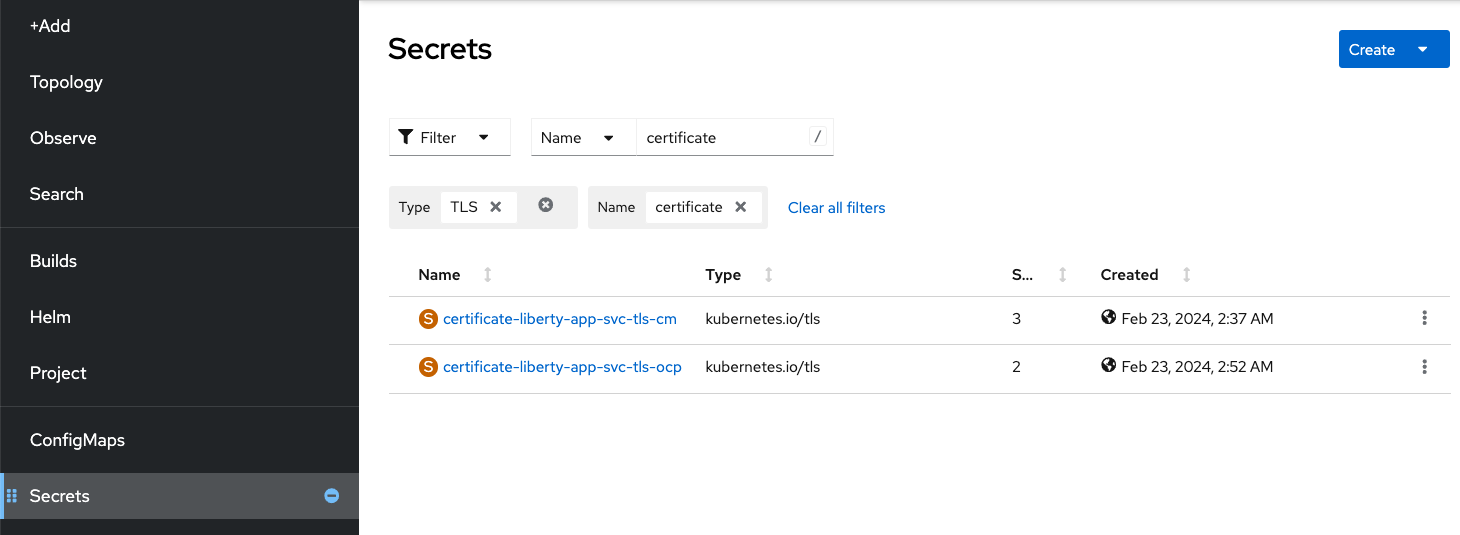 +Add
Topology
Observe
Search
Builds
Helm
Project
ConfigMaps
Secrets
Secrets
Create
Filter
Name certificate /
Type TLS Name certificate Clear all filters
Name Type S... Created
S certificate-liberty-app-svc-tls-cm kubernetes.io/tls 3 Feb 23, 2024, 2:37 AM
S certificate-liberty-app-svc-tls-ocp kubernetes.io/tls 2 Feb 23, 2024, 2:52 AM